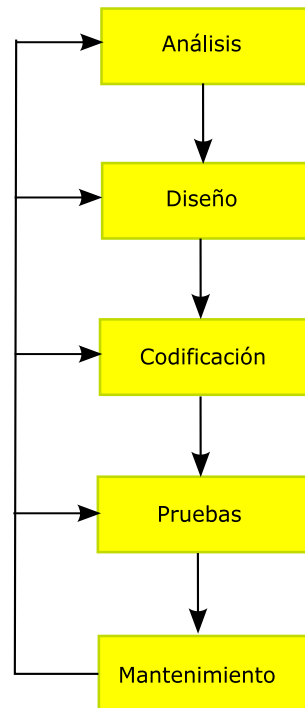 Análisis
Diseño
Codificación
Pruebas
Mantenimiento